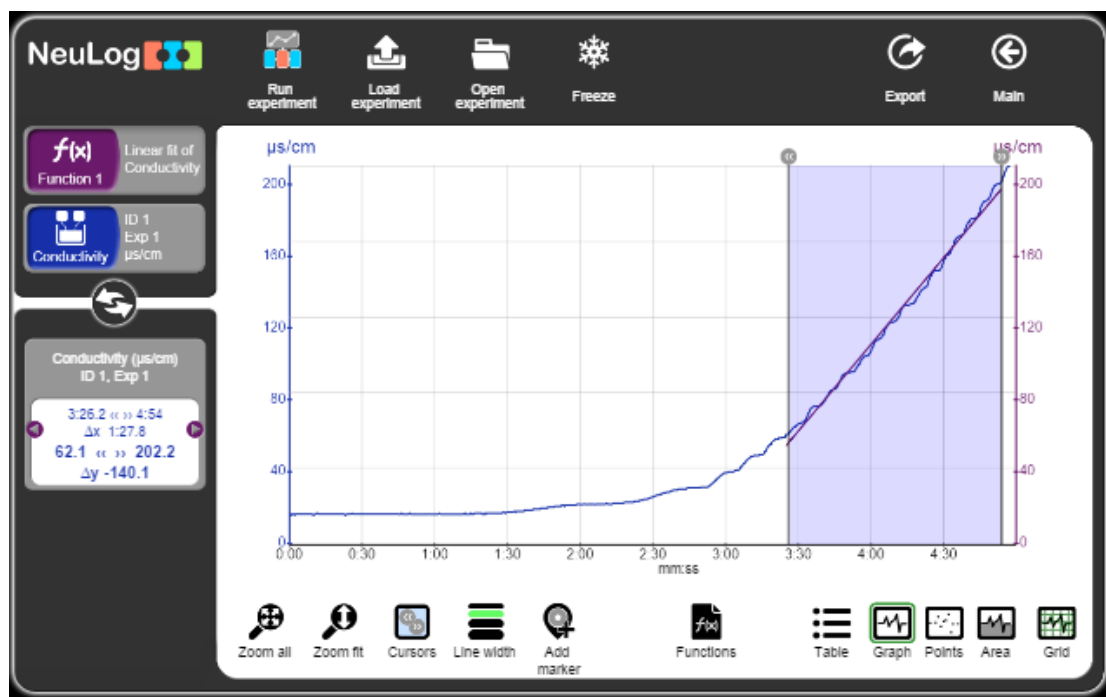 NeuLog
Run
experiment
Load
experiment
Open
experiment
Freeze
Export
Main
f(x)
Function 1
Linear fit of
Conductivity
Conductivity
ID 1
Exp 1
µs/cm
Conductivity (µs/cm)
ID 1, Exp 1
3:26.2 « » 4:54
Δx 1:27.8
62.1 « » 202.2
Δy -140.1
µs/cm
µs/cm
« »
200
200
160
160
120
120
80
80
40
40
0
0
0:00 0:30 1:00 1:30 2:00 2:30 3:00 3:30 4:00 4:30
mm:ss
Zoom all
Zoom fit
Cursors
Line width
Add
marker
f(x)
Functions
Table
Graph
Points
Area
Grid